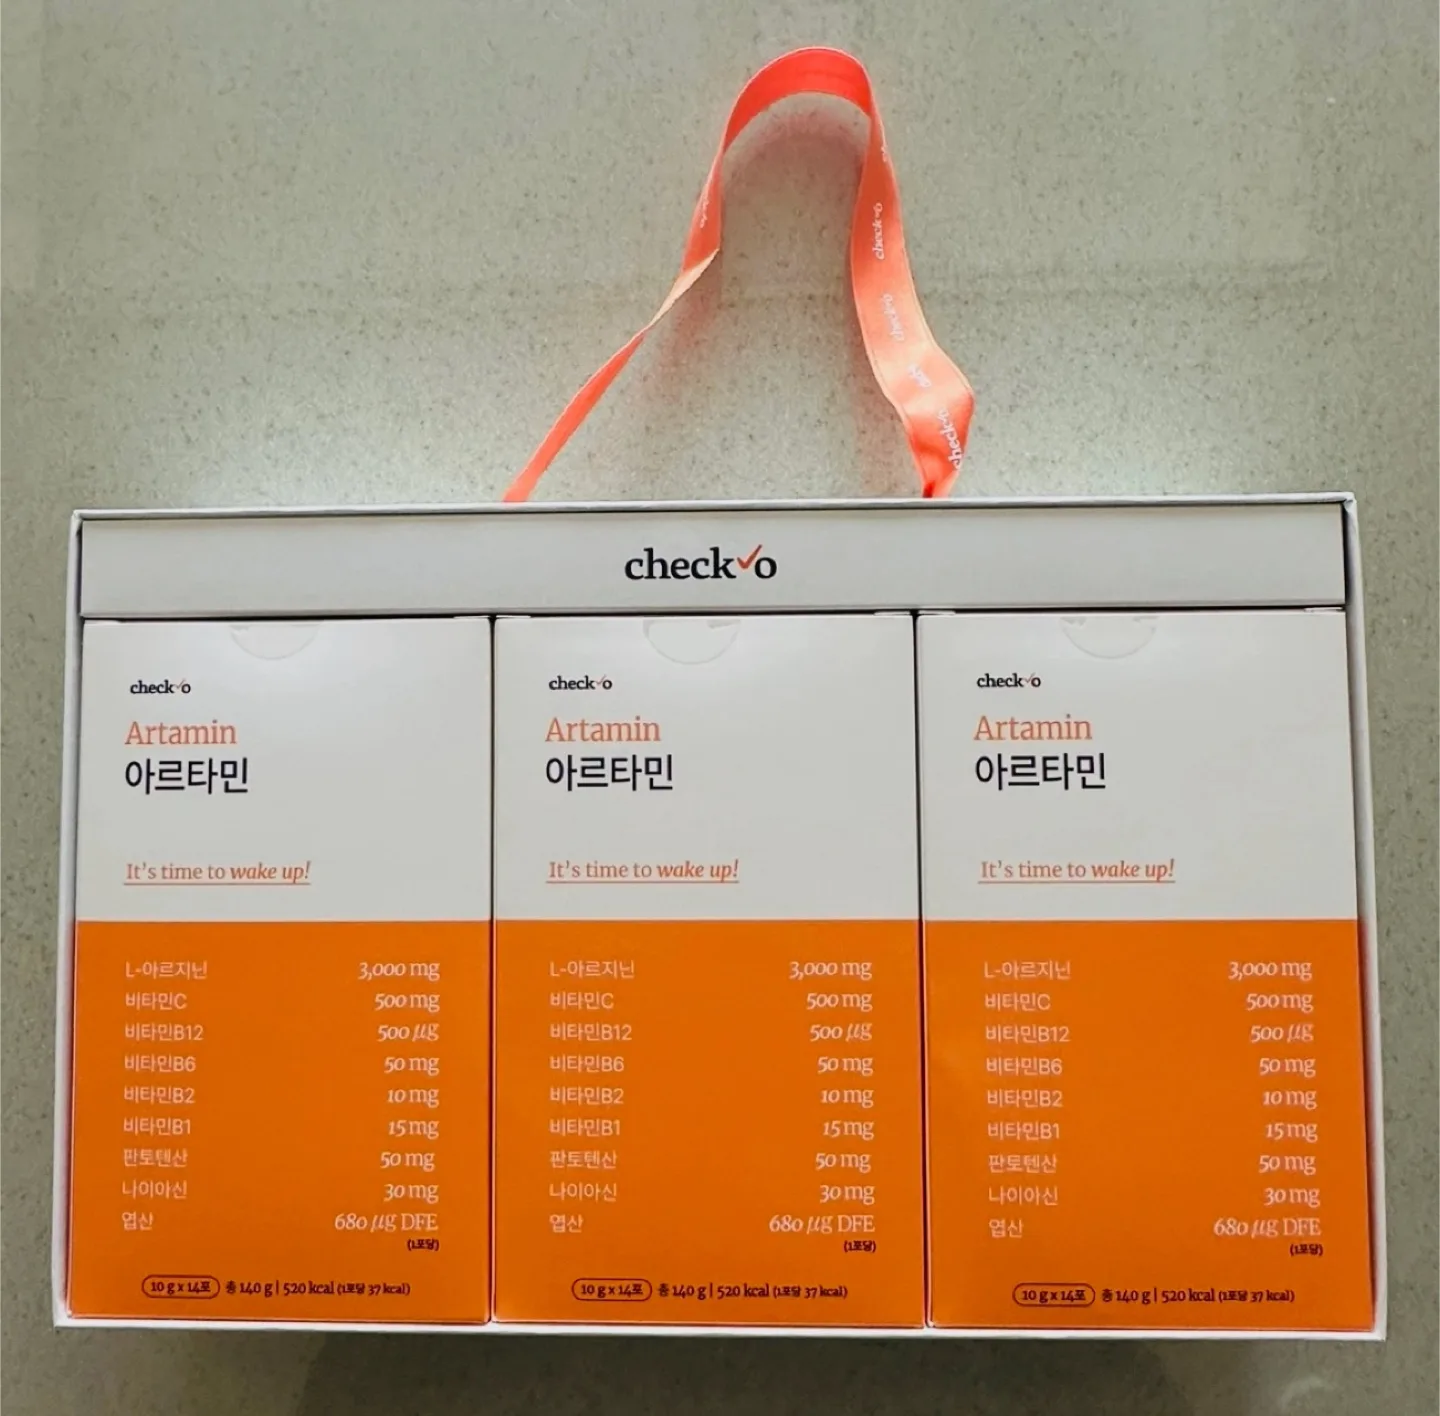 check✓o
check✓o
check✓o
check✓o
check✓o
Artamin
아르타민
It's time to wake up!
L-아르지닌 3,000 mg
비타민C 500 mg
비타민B12 500 µg
비타민B6 50 mg
비타민B2 10 mg
비타민B1 15 mg
판토텐산 50 mg
나이아신 30 mg
엽산 680 µg DFE
(1포당)
10 g x 14포 총 140 g | 520 kcal (1포당 37 kcal)
check✓o
Artamin
아르타민
It's time to wake up!
L-아르지닌 3,000 mg
비타민C 500 mg
비타민B12 500 µg
비타민B6 50 mg
비타민B2 10 mg
비타민B1 15 mg
판토텐산 50 mg
나이아신 30 mg
엽산 680 µg DFE
(1포당)
10 g x 14포 총 140 g | 520 kcal (1포당 37 kcal)
check✓o
Artamin
아르타민
It's time to wake up!
L-아르지닌 3,000 mg
비타민C 500 mg
비타민B12 500 µg
비타민B6 50 mg
비타민B2 10 mg
비타민B1 15 mg
판토텐산 50 mg
나이아신 30 mg
엽산 680 µg DFE
(1포당)
10 g x 14포 총 140 g | 520 kcal (1포당 37 kcal)